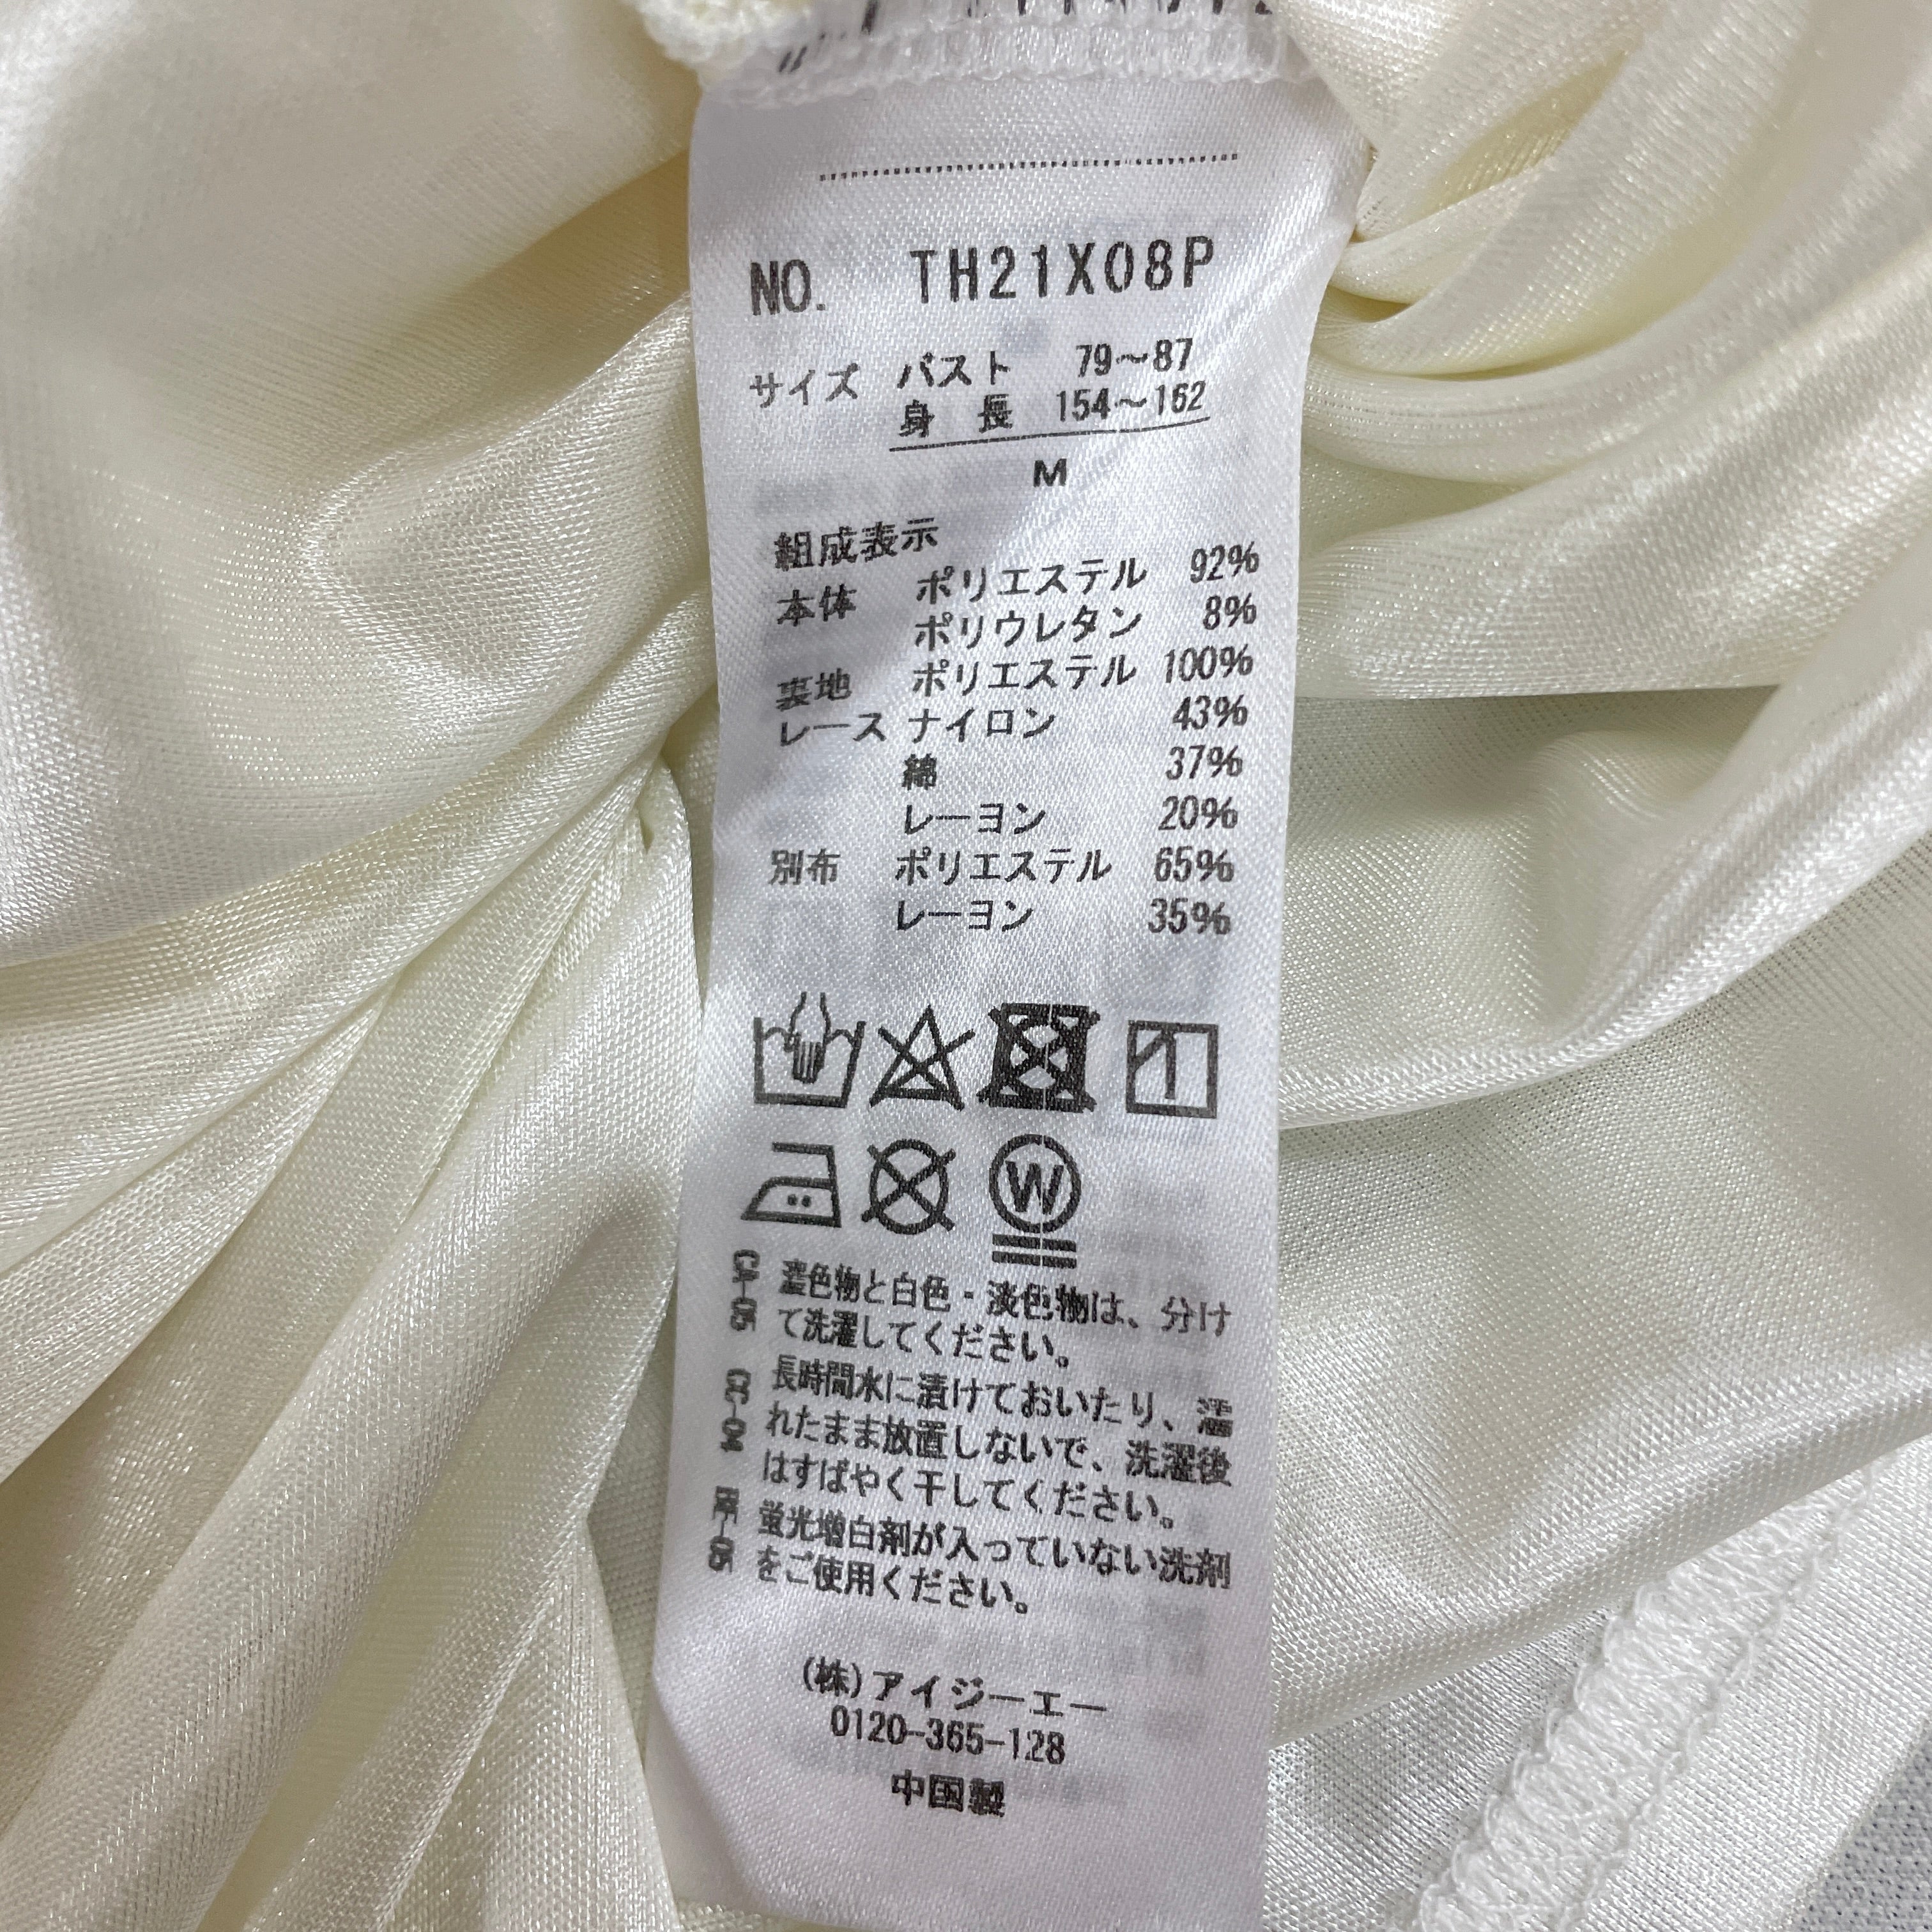 NO. TH21X08P
サイズ バスト 79～87
身 長 154～162
M
組成表示
本体 ポリエステル 92%
ポリウレタン 8%
裏地 ポリエステル 100%
レース ナイロン 43%
綿 37%
レーヨン 20%
別布 ポリエステル 65%
レーヨン 35%
W
CA-05 濃色物と白色・淡色物は、分け
て洗濯してください。
CC-04 長時間水に漬けておいたり、濡
れたまま放置しないで、洗濯後
はすばやく干してください。
蛍光増白剤が入っていない洗剤
をご使用ください。
(株)アイジーエー
0120-365-128
中国製